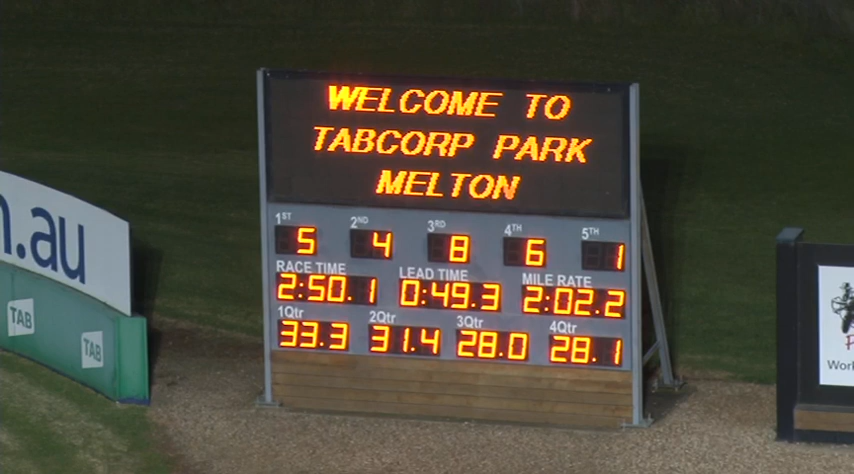 WELCOME TO
TABCORP PARK
MELTON
1ST 2ND 3RD 4TH 5TH
5 4 8 6 1
RACE TIME LEAD TIME MILE RATE
2:50.1 0:49.3 2:02.2
1Qtr 2Qtr 3Qtr 4Qtr
33.3 31.4 28.0 28.1
.au
TAB
TAB